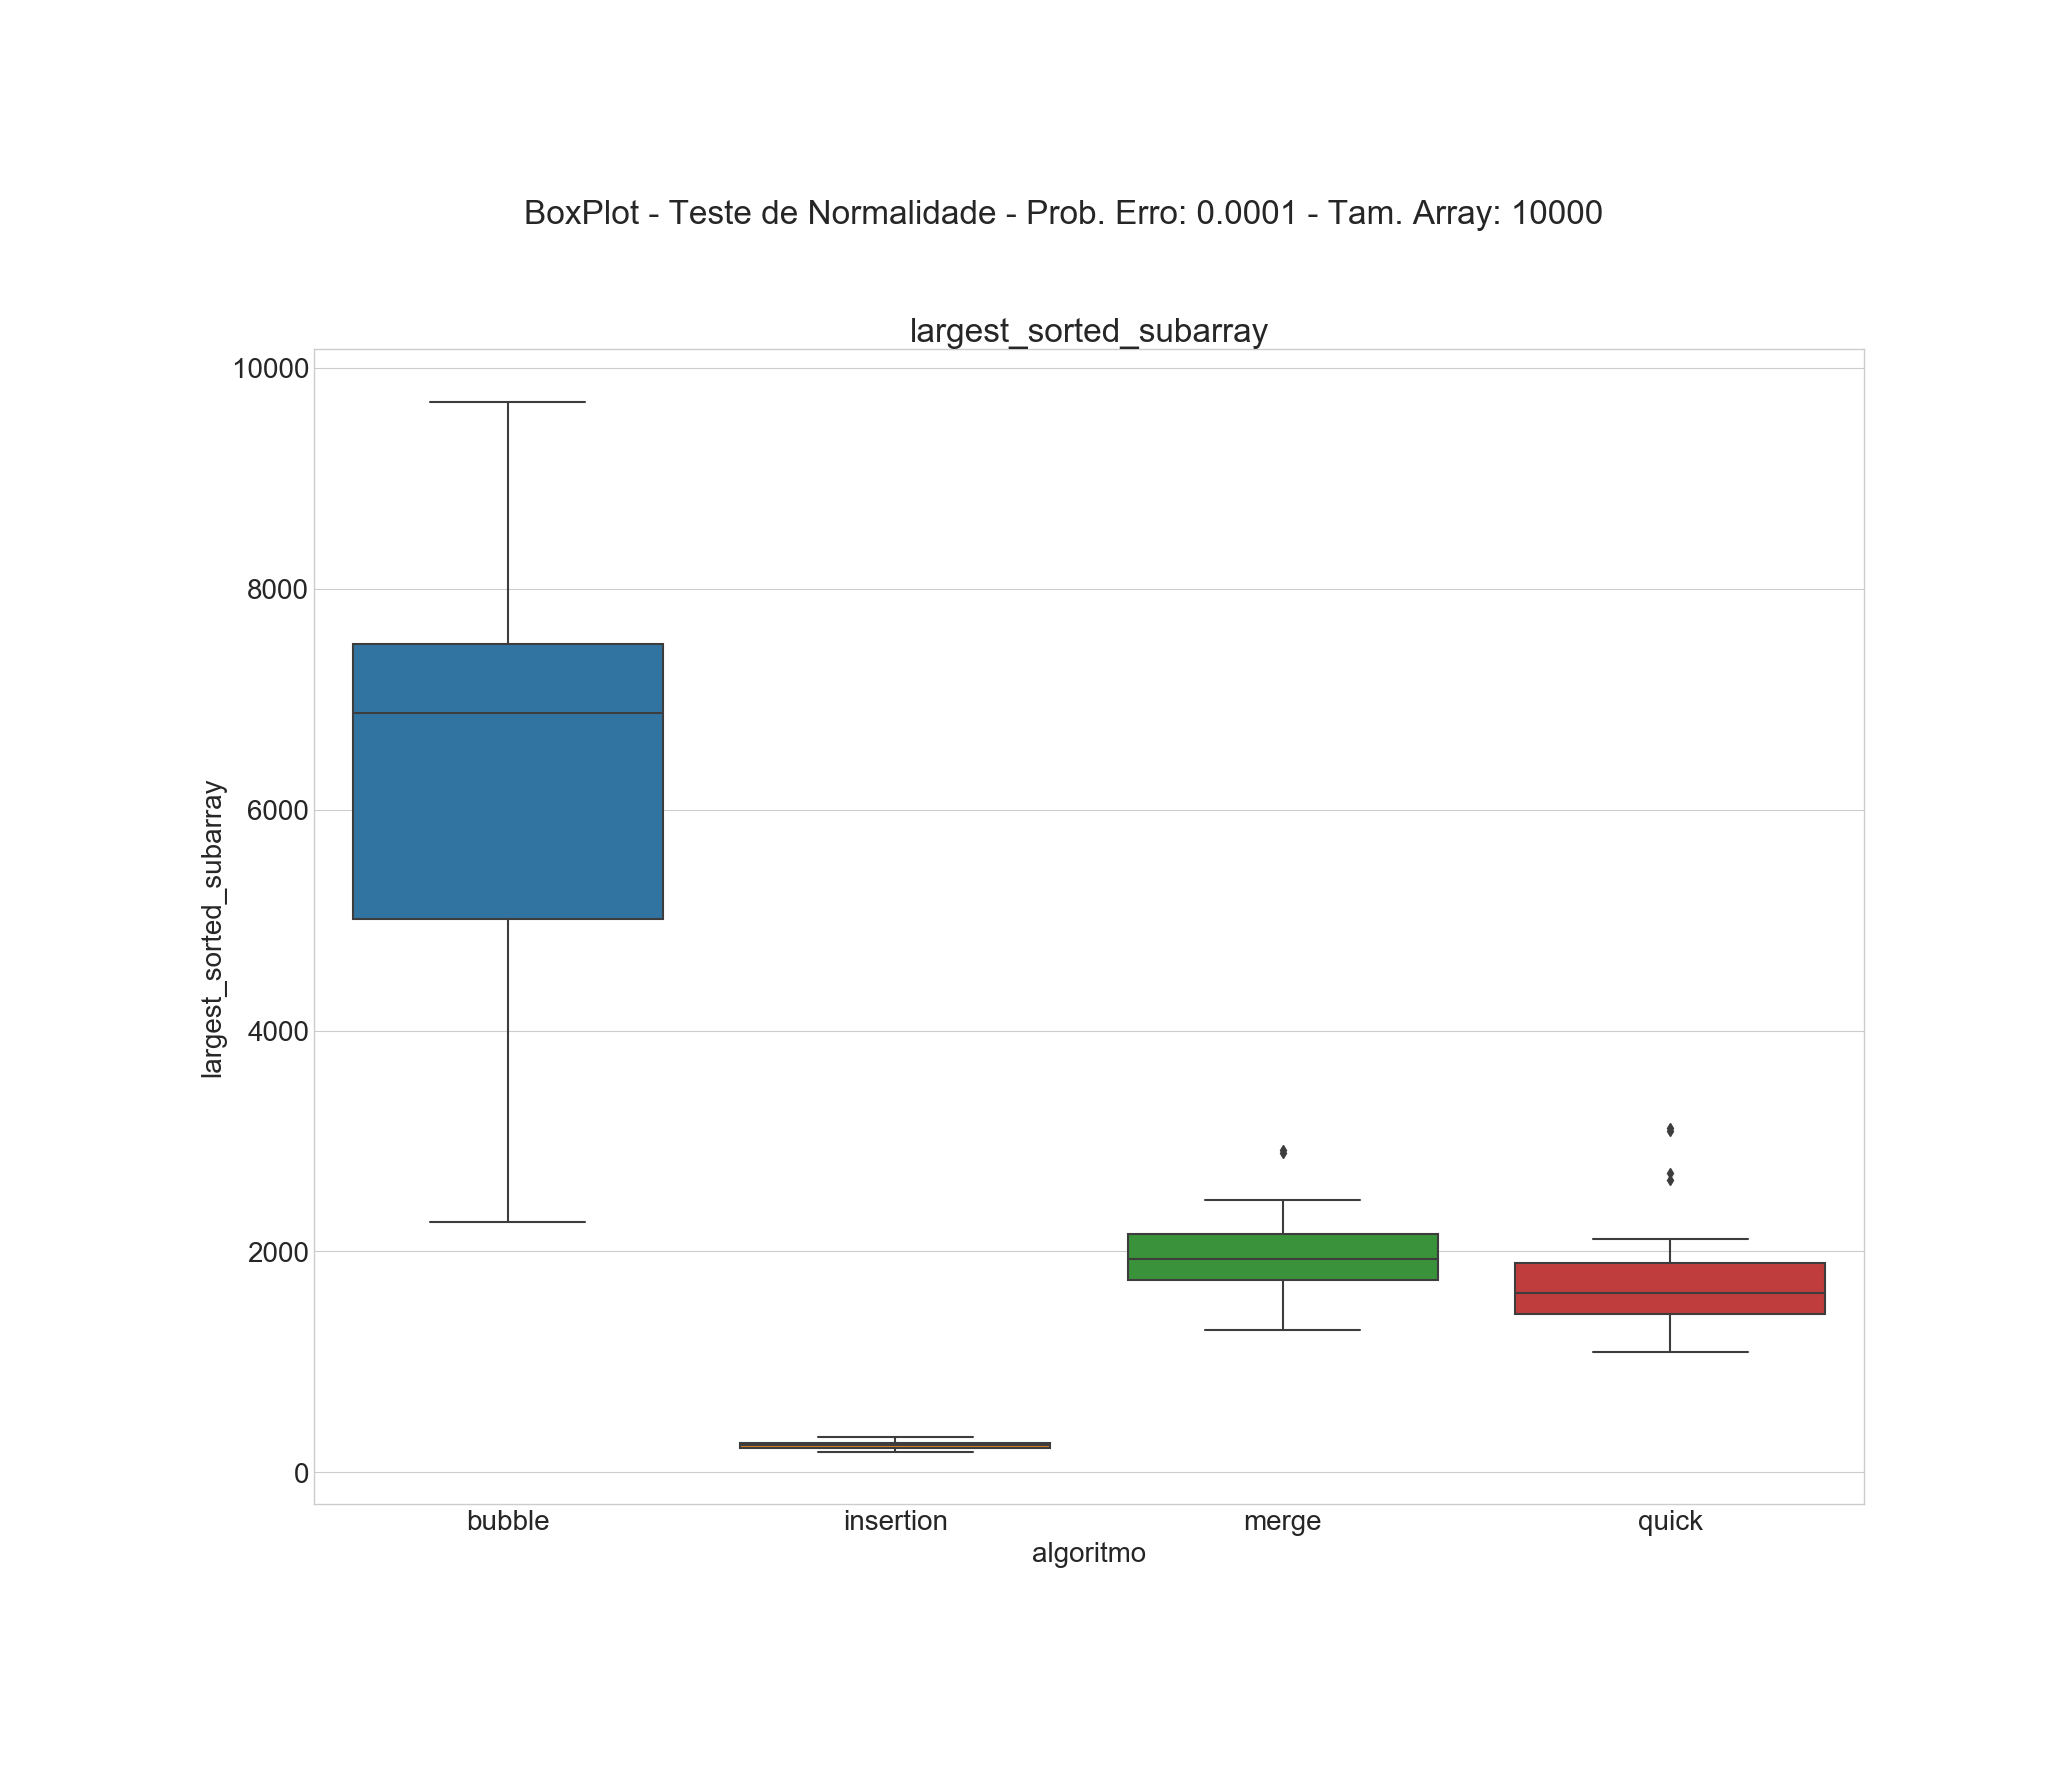 BoxPlot - Teste de Normalidade - Prob. Erro: 0.0001 - Tam. Array: 10000
largest_sorted_subarray
10000
8000
6000
4000
2000
0
largest_sorted_subarray
bubble insertion merge quick
algoritmo